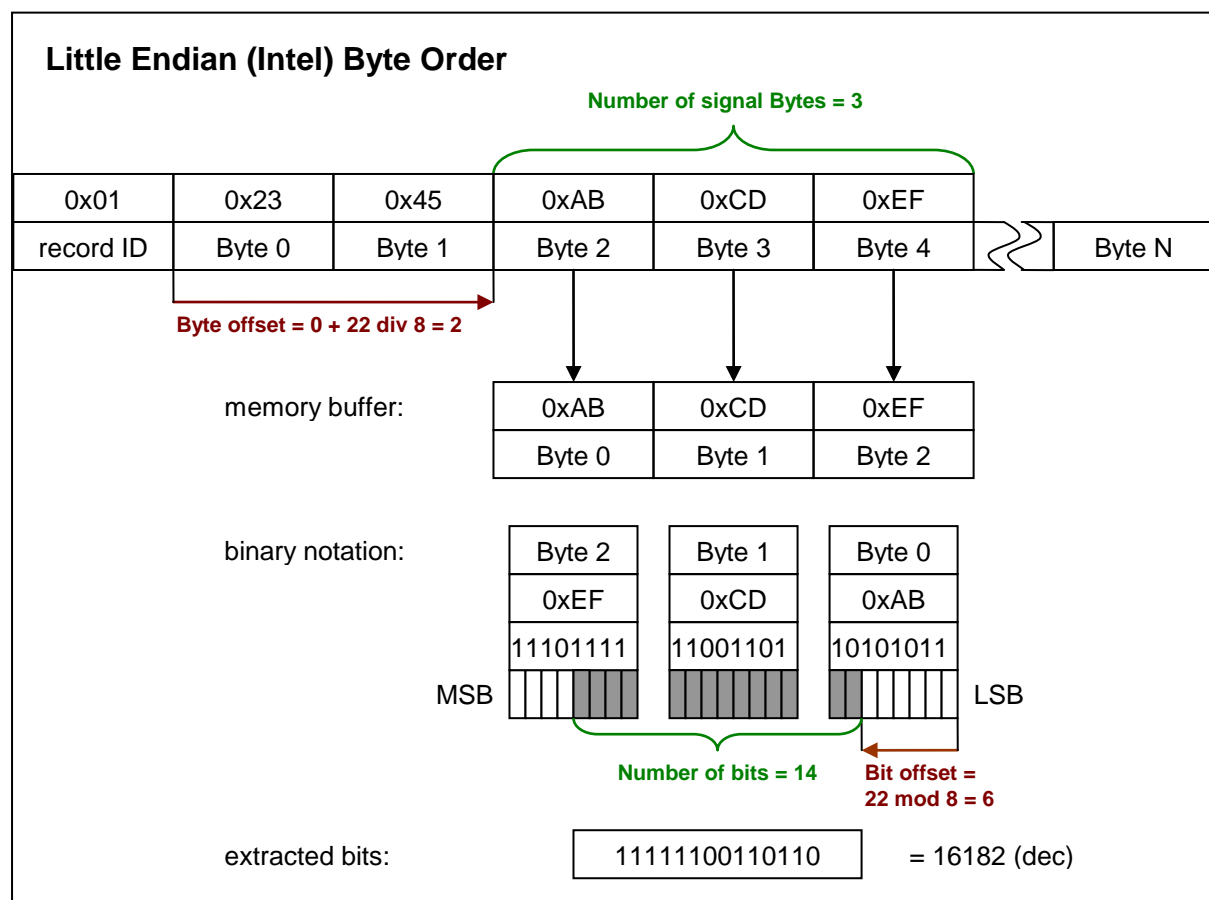 Little Endian (Intel) Byte Order
Number of signal Bytes = 3
0x01 0x23 0x45 0xAB 0xCD 0xEF
record ID Byte 0 Byte 1 Byte 2 Byte 3 Byte 4 Byte N
Byte offset = 0 + 22 div 8 = 2
memory buffer: 0xAB 0xCD 0xEF
Byte 0 Byte 1 Byte 2
binary notation: Byte 2 Byte 1 Byte 0
0xEF 0xCD 0xAB
11101111 11001101 10101011
MSB LSB
Number of bits = 14 Bit offset =
22 mod 8 = 6
extracted bits: 11111100110110 = 16182 (dec)